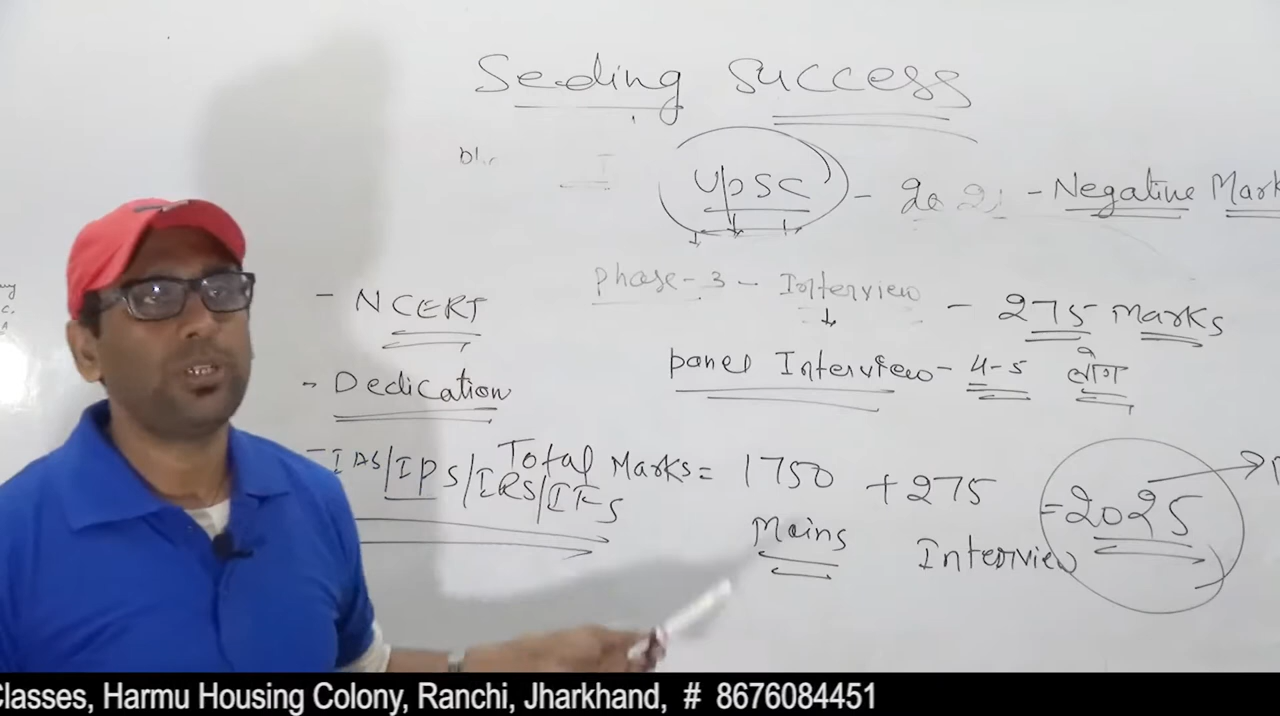 Seeding Success
UPSC - 2021 - Negative Mark
phase-3 - Interview - 275 Marks
- NCERT
panel Interview - 4-5 लोग
- Dedication
- IAS/IPS/IRS/IFS
Total Marks = 1750 + 275 = 2025
Mains Interview
Classes, Harmu Housing Colony, Ranchi, Jharkhand, # 8676084451